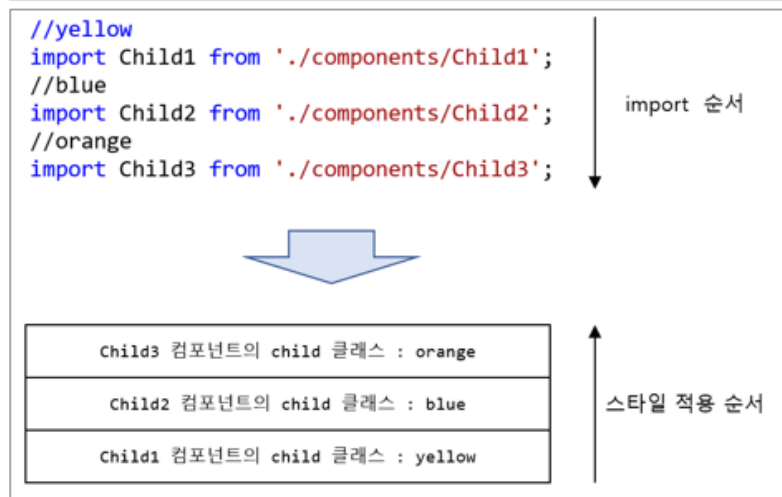 //yellow
import Child1 from './components/Child1';
//blue
import Child2 from './components/Child2';
//orange
import Child3 from './components/Child3';
import 순서
Child3 컴포넌트의 child 클래스 : orange
Child2 컴포넌트의 child 클래스 : blue
Child1 컴포넌트의 child 클래스 : yellow
스타일 적용 순서